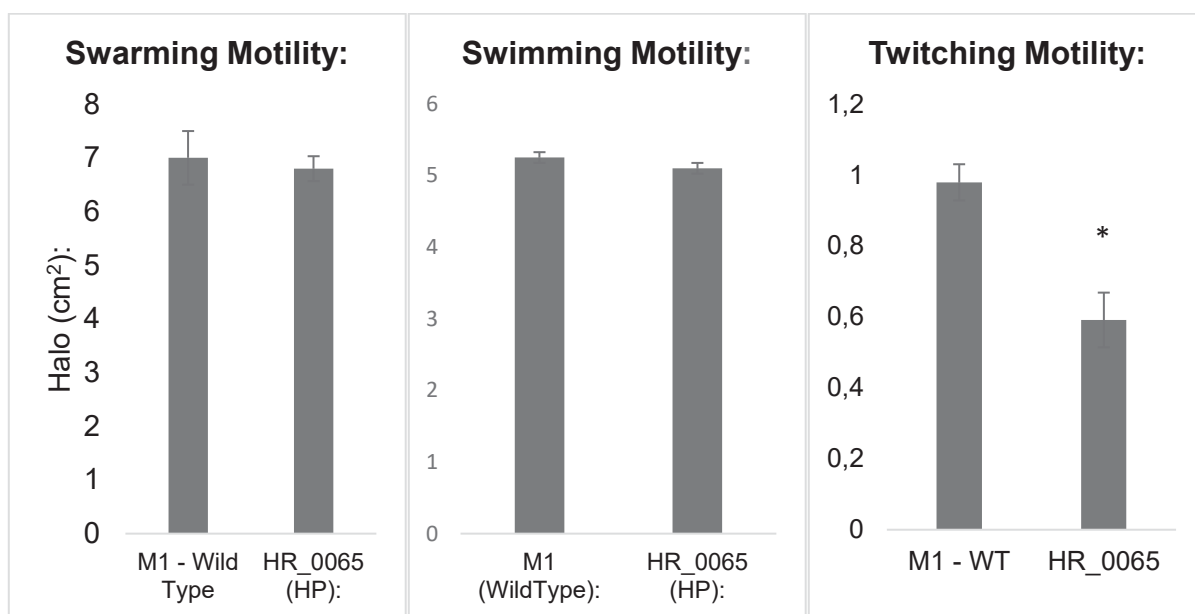 Swarming Motility:
Halo (cm²):
8
7
6
5
4
3
2
1
0
M1 - Wild
Type
HR_0065
(HP):
Swimming Motility:
6
5
4
3
2
1
0
M1
(WildType):
HR_0065
(HP):
Twitching Motility:
1,2
1
0,8
0,6
0,4
0,2
0
*
M1 - WT
HR_0065